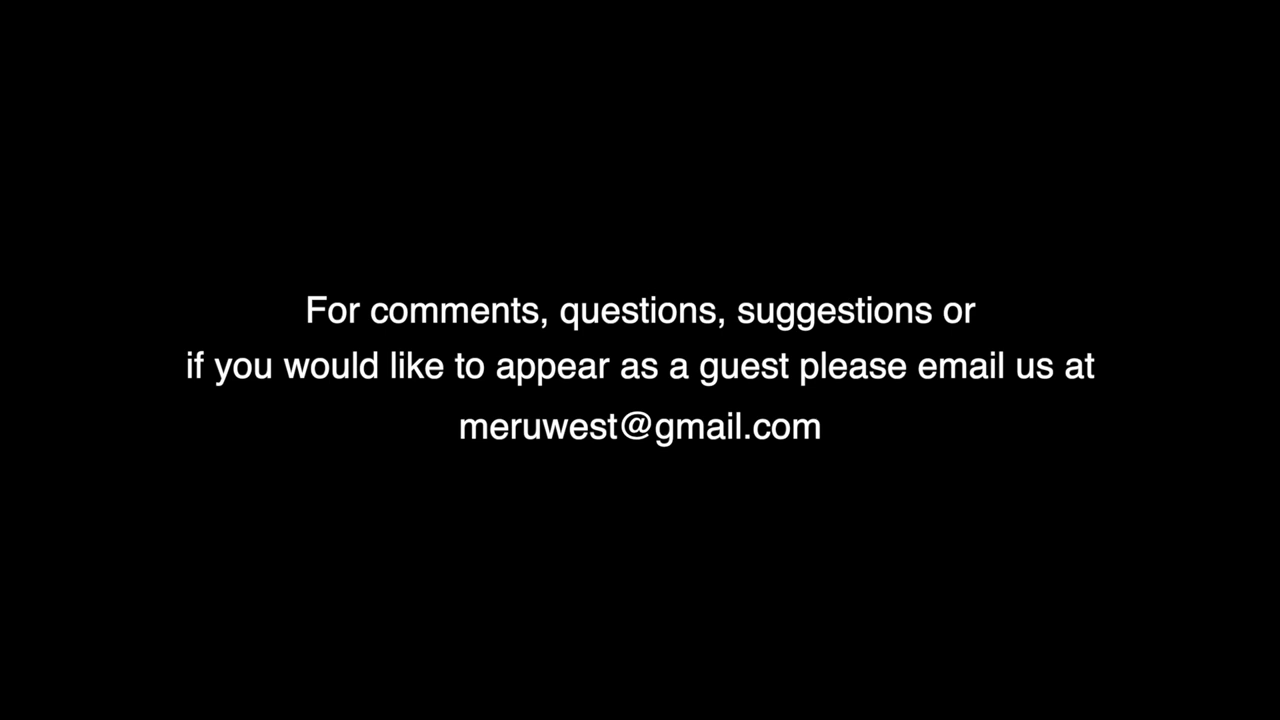 For comments, questions, suggestions or
if you would like to appear as a guest please email us at
meruwest@gmail.com